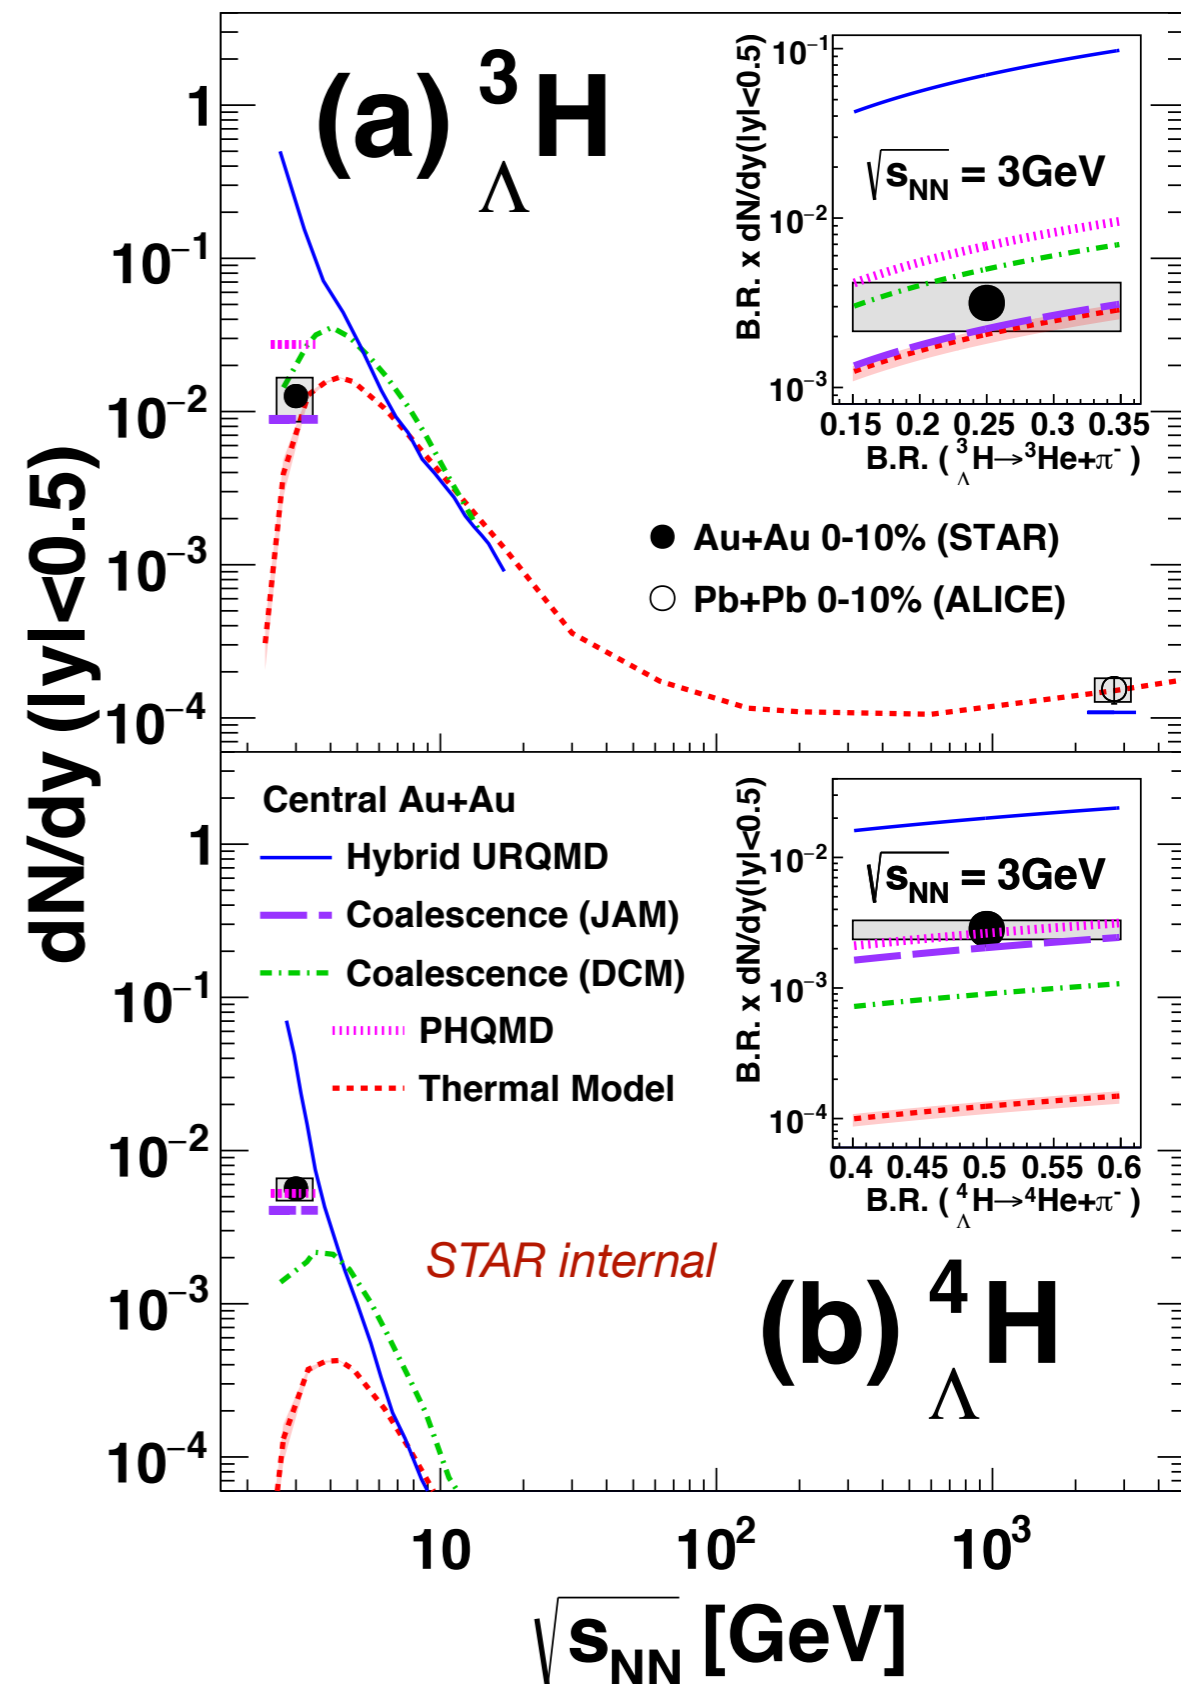 dN/dy (|y|<0.5)
1
10⁻¹
10⁻²
10⁻³
10⁻⁴
(a) ³ΛH
B.R. x dN/dy(|y|<0.5)
10⁻¹
10⁻²
10⁻³
√sNN = 3GeV
0.15 0.2 0.25 0.3 0.35
B.R. (³ΛH→³He+π⁻)
Au+Au 0-10% (STAR)
Pb+Pb 0-10% (ALICE)
1
10⁻¹
10⁻²
10⁻³
10⁻⁴
Central Au+Au
Hybrid URQMD
Coalescence (JAM)
Coalescence (DCM)
PHQMD
Thermal Model
B.R. x dN/dy(|y|<0.5)
10⁻²
10⁻³
10⁻⁴
√sNN = 3GeV
0.4 0.45 0.5 0.55 0.6
B.R. (⁴ΛH→⁴He+π⁻)
STAR internal
(b) ⁴ΛH
10 10² 10³
√sNN [GeV]